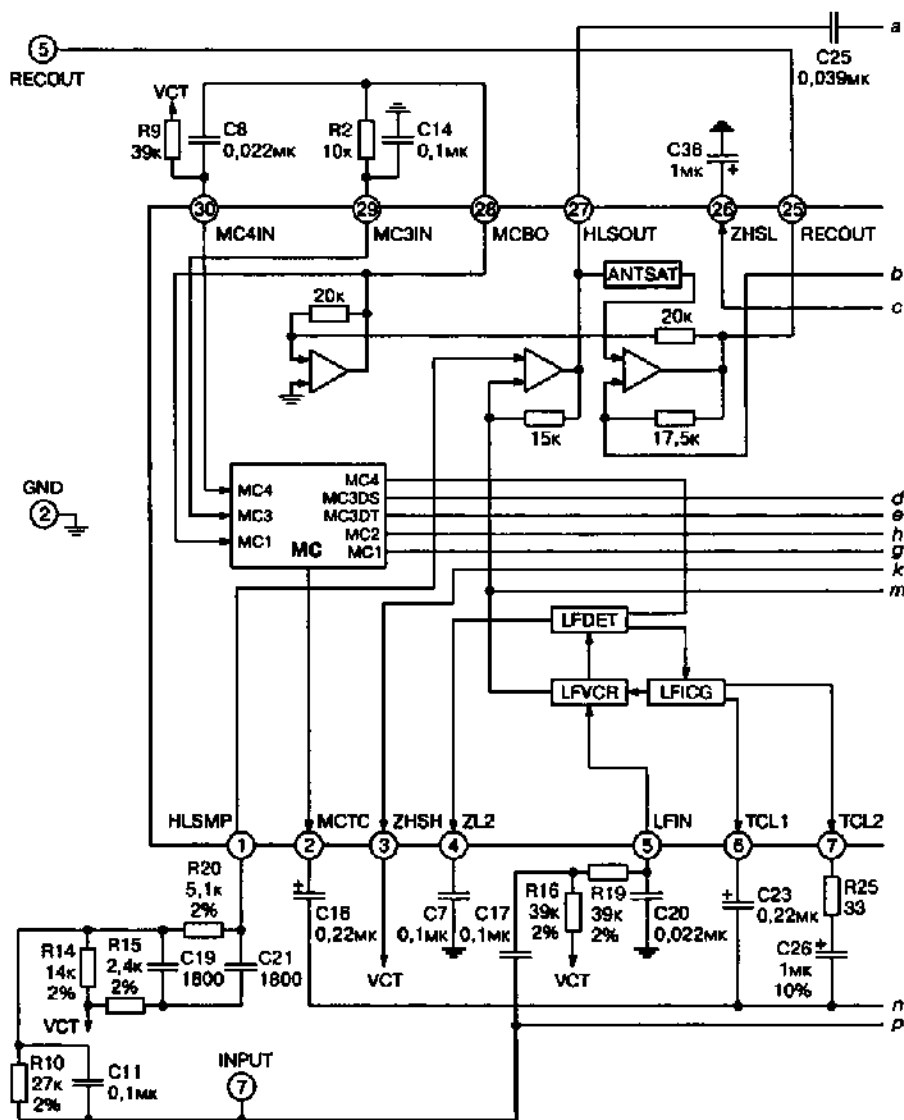 a
C25
0,039мк
5
RECOUT
VCT
R9
39к
C8
0,022мк
R2
10к
C14
0,1мк
C38
1мк
+
30
29
28
27
26
25
MC4IN
MC3IN
MCBO
HLSOUT
ZHSL
RECOUT
ANTSAT
b
c
20к
20к
15к
17,5к
GND
2
MC4
MC3
MC1
MC
MC4
MC3DS
MC3DT
MC2
MC1
d
e
h
g
k
m
LFDET
LFVCR
LFICG
HLSMP
MCTC
ZHSH
ZL2
LFIN
TCL1
TCL2
1
2
3
4
5
6
7
R20
5,1к
2%
+
C18
0,22мк
C7
0,1мк
C17
0,1мк
R16
39к
2%
R19
39к
2%
C20
0,022мк
+
C23
0,22мк
R25
33
R14
14к
2%
R15
2,4к
2%
C19
1800
C21
1800
VCT
VCT
VCT
C26
+
1мк
10%
n
p
R10
27к
2%
C11
0,1мк
INPUT
7